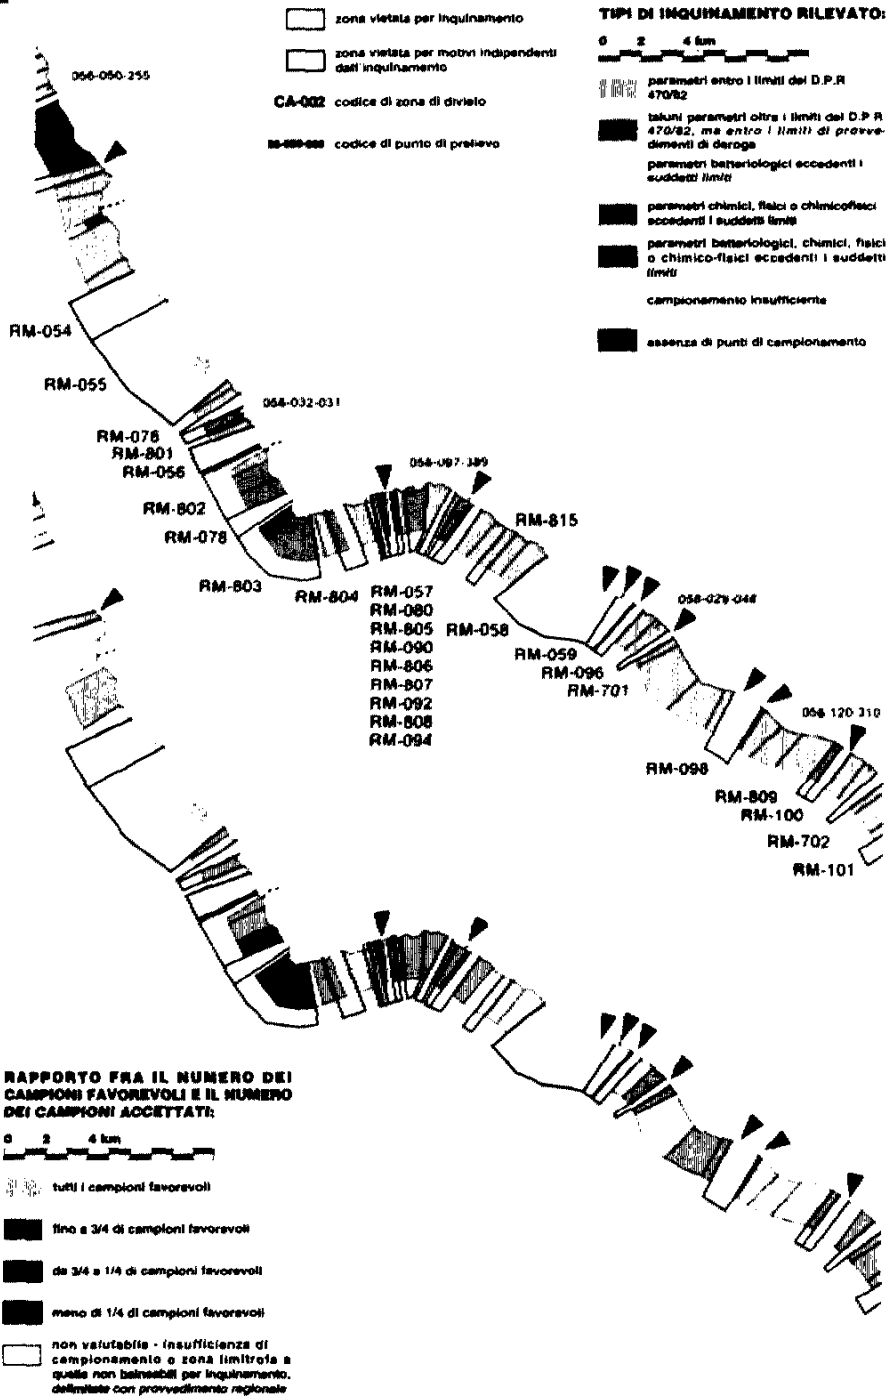 zona vietata per inquinamento
zona vietata per motivi indipendenti
dall'inquinamento
CA-002 codice di zona di divieto
codice di punto di prelievo
TIPI DI INQUINAMENTO RILEVATO:
0 2 4 km
parametri entro i limiti del D.P.R
470/82
taluni parametri oltre i limiti del D.P R
470/82, ma entro i limiti di provve-
dimenti di deroga
parametri batteriologici eccedenti i
suddetti limiti
parametri chimici, fisici o chimicofisici
eccedenti i suddetti limiti
parametri batteriologici, chimici, fisici
o chimico-fisici eccedenti i suddetti
limiti
campionamento insufficiente
assenza di punti di campionamento
056-050-255
RM-054
RM-055
058-032-031
RM-076
RM-801
RM-056
RM-802
RM-078
RM-803
058-097-389
RM-815
RM-804
RM-057
RM-080
RM-805
RM-090
RM-806
RM-807
RM-092
RM-808
RM-094
RM-058
RM-059
RM-096
RM-701
058-029-048
RM-098
058-120-310
RM-809
RM-100
RM-702
RM-101
RAPPORTO FRA IL NUMERO DEI
CAMPIONI FAVOREVOLI E IL NUMERO
DEI CAMPIONI ACCETTATI:
0 2 4 km
tutti i campioni favorevoli
fino a 3/4 di campioni favorevoli
da 3/4 a 1/4 di campioni favorevoli
meno di 1/4 di campioni favorevoli
non valutabile - insufficienza di
campionamento o zona limitrofa a
quelle non balneabili per inquinamento,
delimitate con provvedimento regionale